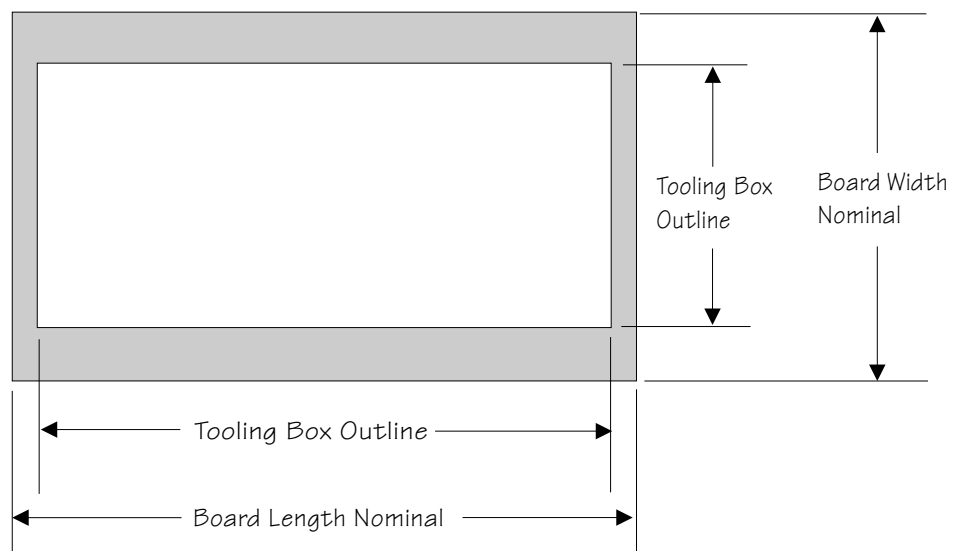 Tooling Box
Outline
Board Width
Nominal
Tooling Box Outline
Board Length Nominal